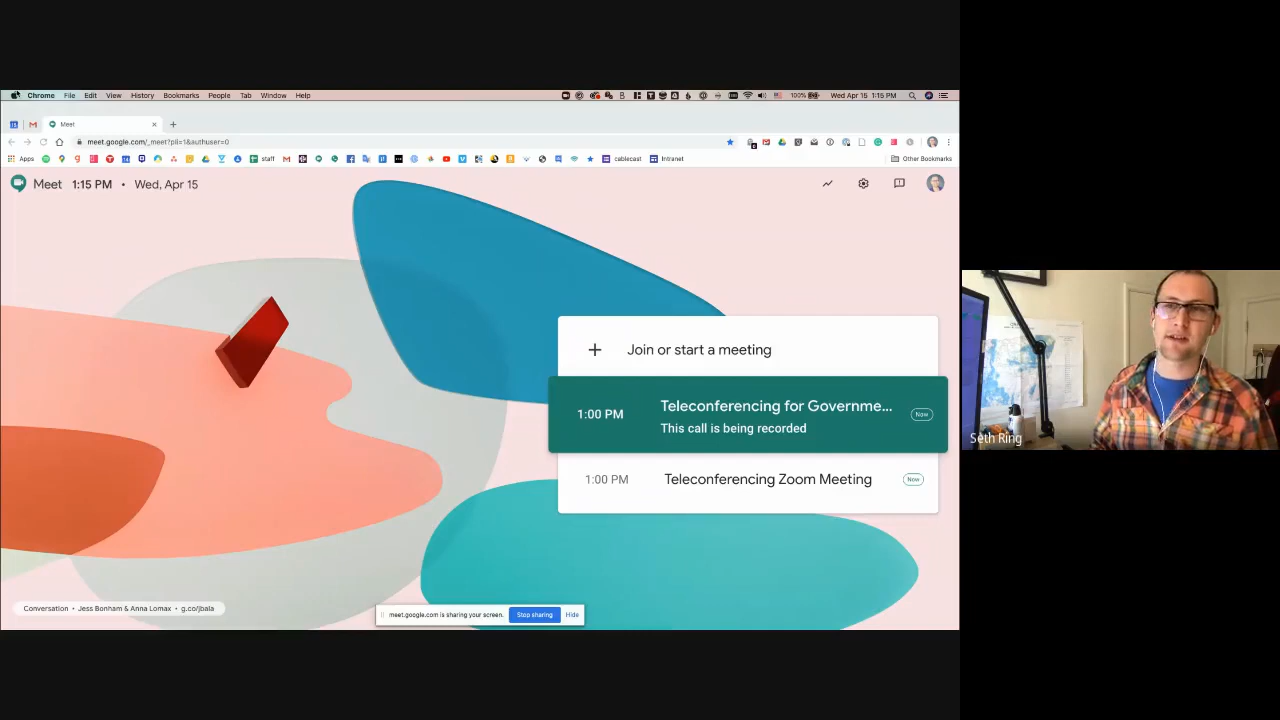 Chrome File Edit View History Bookmarks People Tab Window Help
100% Wed Apr 15 1:15 PM
Meet
meet.google.com/_meet?pli=1&authuser=0
Apps
staff
cablecast
Intranet
Other Bookmarks
Meet 1:15 PM • Wed, Apr 15
Join or start a meeting
1:00 PM Teleconferencing for Governme... Now
This call is being recorded
1:00 PM Teleconferencing Zoom Meeting Now
Seth Ring
Conversation • Jess Bonham & Anna Lomax • g.co/jbala
meet.google.com is sharing your screen. Stop sharing Hide